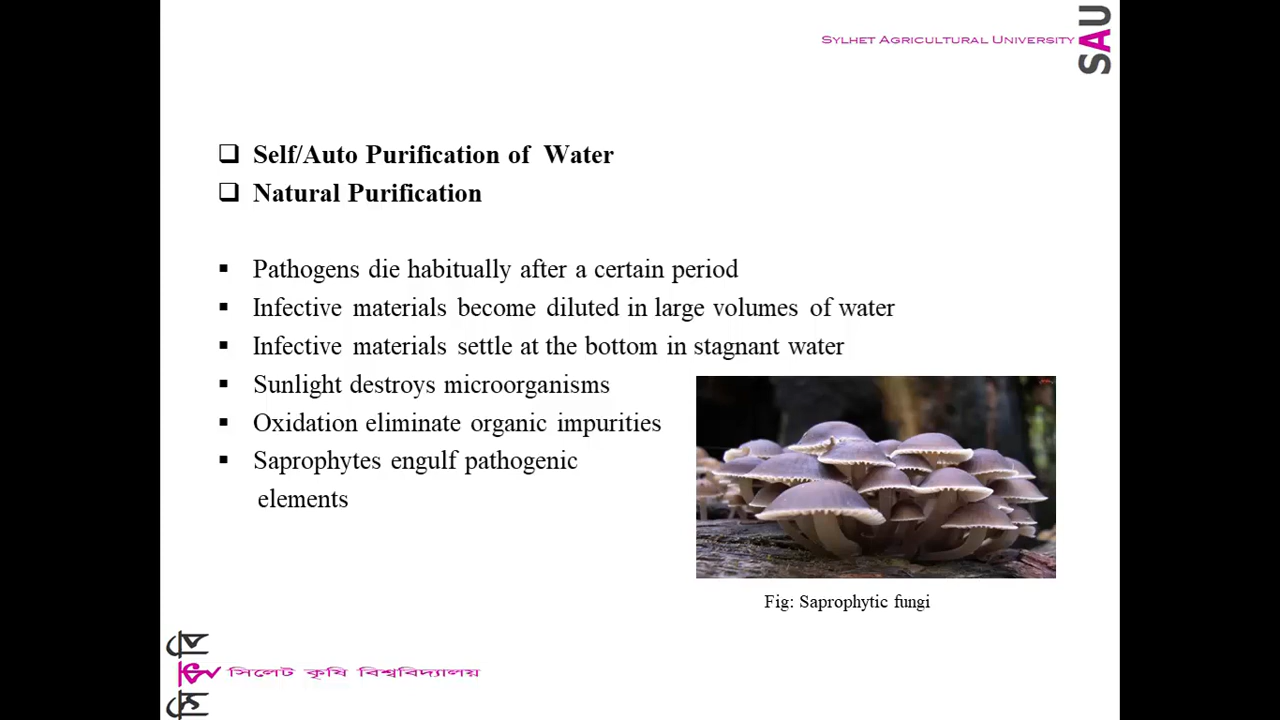 SYLHET AGRICULTURAL UNIVERSITY
SAU
❑ Self/Auto Purification of Water
❑ Natural Purification
▪ Pathogens die habitually after a certain period
▪ Infective materials become diluted in large volumes of water
▪ Infective materials settle at the bottom in stagnant water
▪ Sunlight destroys microorganisms
▪ Oxidation eliminate organic impurities
▪ Saprophytes engulf pathogenic
elements
Fig: Saprophytic fungi
সিকৃবি
সিলেট কৃষি বিশ্ববিদ্যালয়